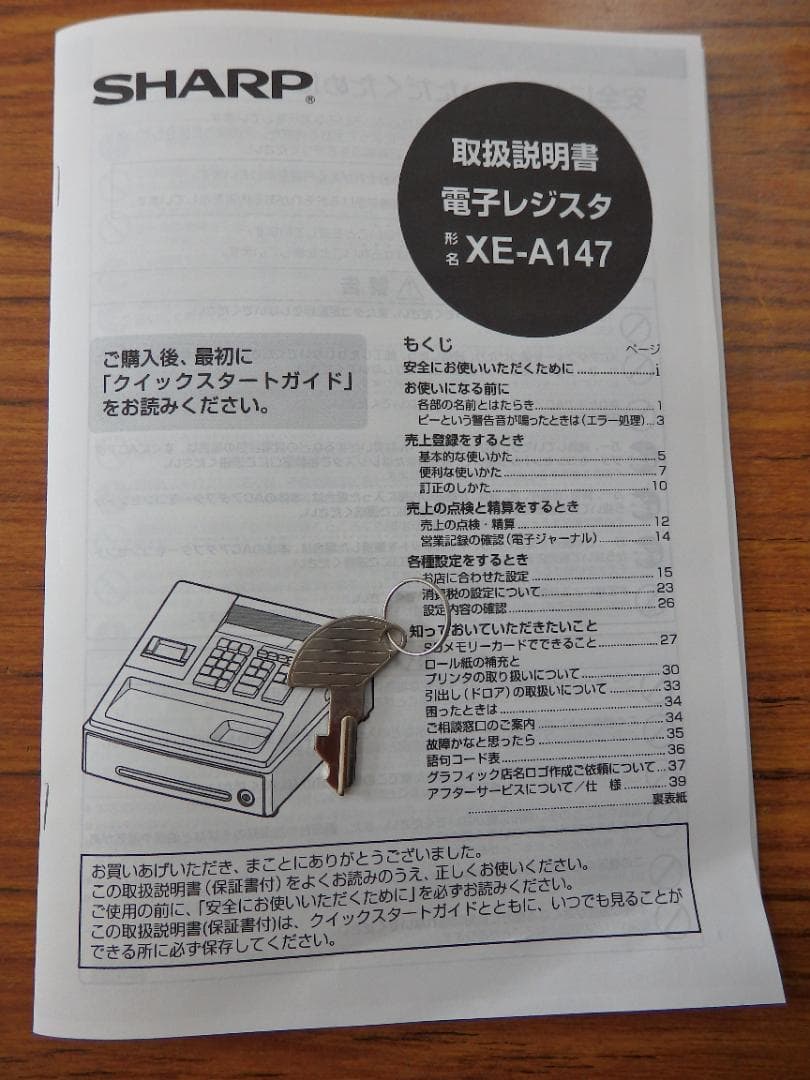 SHARP®
取扱説明書
電子レジスタ
形名 XE-A147
ご購入後、最初に
「クイックスタートガイド」
をお読みください。
もくじ
ページ
安全にお使いいただくために.......................i
お使いになる前に
各部の名前とはたらき.......................1
ピーという警告音が鳴ったときは(エラー処理)...3
売上登録をするとき
基本的な使いかた.......................5
便利な使いかた.......................7
訂正のしかた.......................10
売上の点検と精算をするとき
売上の点検・精算.......................12
営業記録の確認(電子ジャーナル).............14
各種設定をするとき
お店に合わせた設定.......................15
消費税の設定について.......................23
設定内容の確認.......................26
知っておいていただきたいこと
SDメモリーカードでできること.............27
ロール紙の補充と
プリンタの取り扱いについて.............30
引出し(ドロア)の取扱いについて.............33
困ったときは.......................34
ご相談窓口のご案内.......................34
故障かなと思ったら.......................35
語句コード表.......................36
グラフィック店名ロゴ作成ご依頼について...37
アフターサービスについて/仕 様...........39
.......................裏表紙
お買いあげいただき、まことにありがとうございました。
この取扱説明書(保証書付)をよくお読みのうえ、正しくお使いください。
ご使用の前に、「安全にお使いいただくために」を必ずお読みください。
この取扱説明書(保証書付)は、クイックスタートガイドとともに、いつでも見ることが
できる所に必ず保存してください。